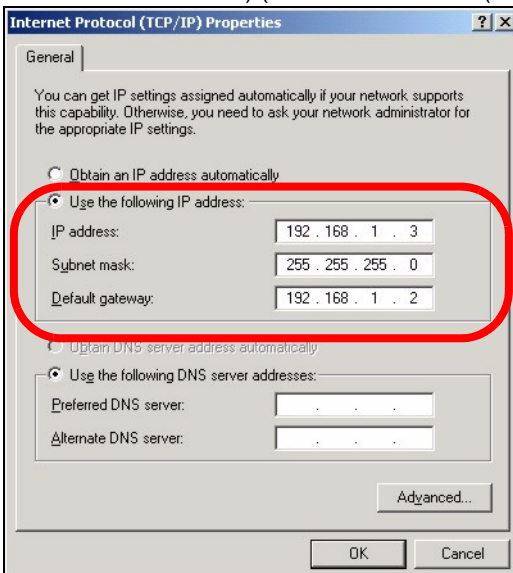 Internet Protocol (TCP/IP) Properties ? X
General
You can get IP settings assigned automatically if your network supports
this capability. Otherwise, you need to ask your network administrator for
the appropriate IP settings.
Obtain an IP address automatically
Use the following IP address:
IP address: 192 . 168 . 1 . 3
Subnet mask: 255 . 255 . 255 . 0
Default gateway: 192 . 168 . 1 . 2
Obtain DNS server address automatically
Use the following DNS server addresses:
Preferred DNS server: . . .
Alternate DNS server: . . .
Advanced...
OK Cancel